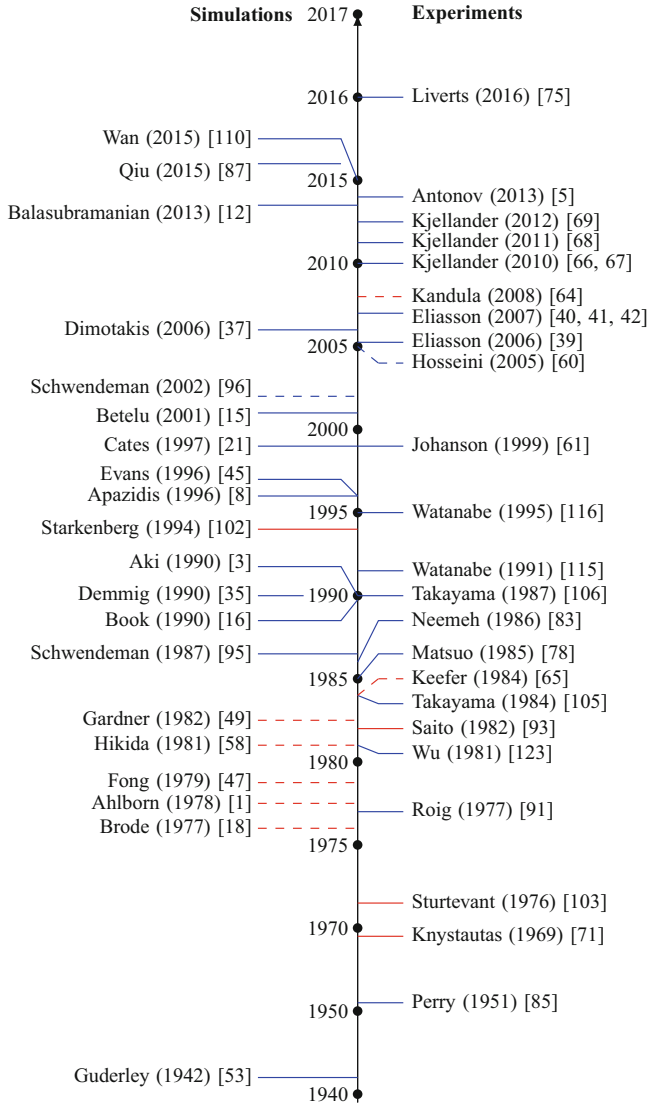 Simulations 2017 Experiments
2016 Liverts (2016) [75]
Wan (2015) [110]
Qiu (2015) [87]
2015
Antonov (2013) [5]
Balasubramanian (2013) [12]
Kjellander (2012) [69]
Kjellander (2011) [68]
2010 Kjellander (2010) [66, 67]
Kandula (2008) [64]
Eliasson (2007) [40, 41, 42]
Dimotakis (2006) [37]
Eliasson (2006) [39]
2005
Hosseini (2005) [60]
Schwendeman (2002) [96]
Betelu (2001) [15]
2000
Cates (1997) [21] Johanson (1999) [61]
Evans (1996) [45]
Apazidis (1996) [8]
1995 Watanabe (1995) [116]
Starkenberg (1994) [102]
Aki (1990) [3]
Watanabe (1991) [115]
Demmig (1990) [35] 1990 Takayama (1987) [106]
Book (1990) [16] Neemeh (1986) [83]
Schwendeman (1987) [95] Matsuo (1985) [78]
1985 Keefer (1984) [65]
Takayama (1984) [105]
Gardner (1982) [49]
Saito (1982) [93]
Hikida (1981) [58]
Wu (1981) [123]
1980
Fong (1979) [47]
Ahlborn (1978) [1]
Roig (1977) [91]
Brode (1977) [18]
1975
Sturtevant (1976) [103]
1970
Knystautas (1969) [71]
Perry (1951) [85]
1950
Guderley (1942) [53]
1940